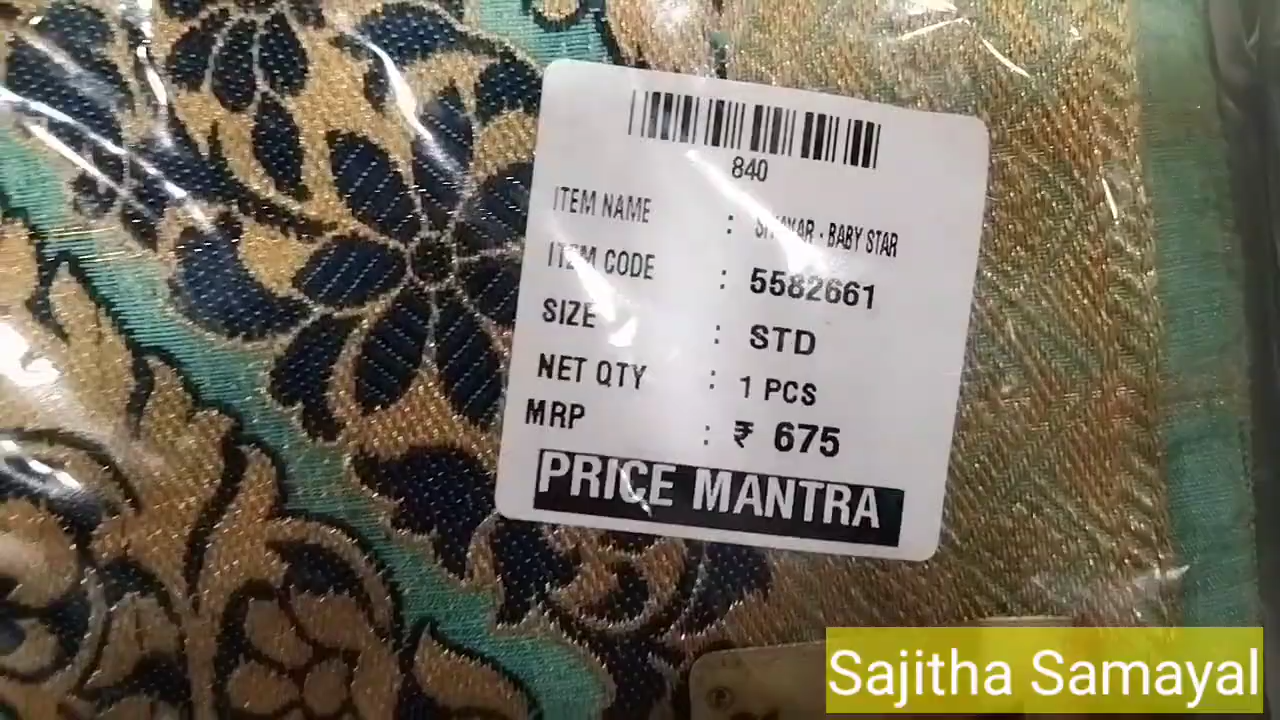 840
ITEM NAME : - BABY STAR
ITEM CODE : 5582661
SIZE : STD
NET QTY : 1 PCS
MRP : ₹ 675
PRICE MANTRA
Sajitha Samayal